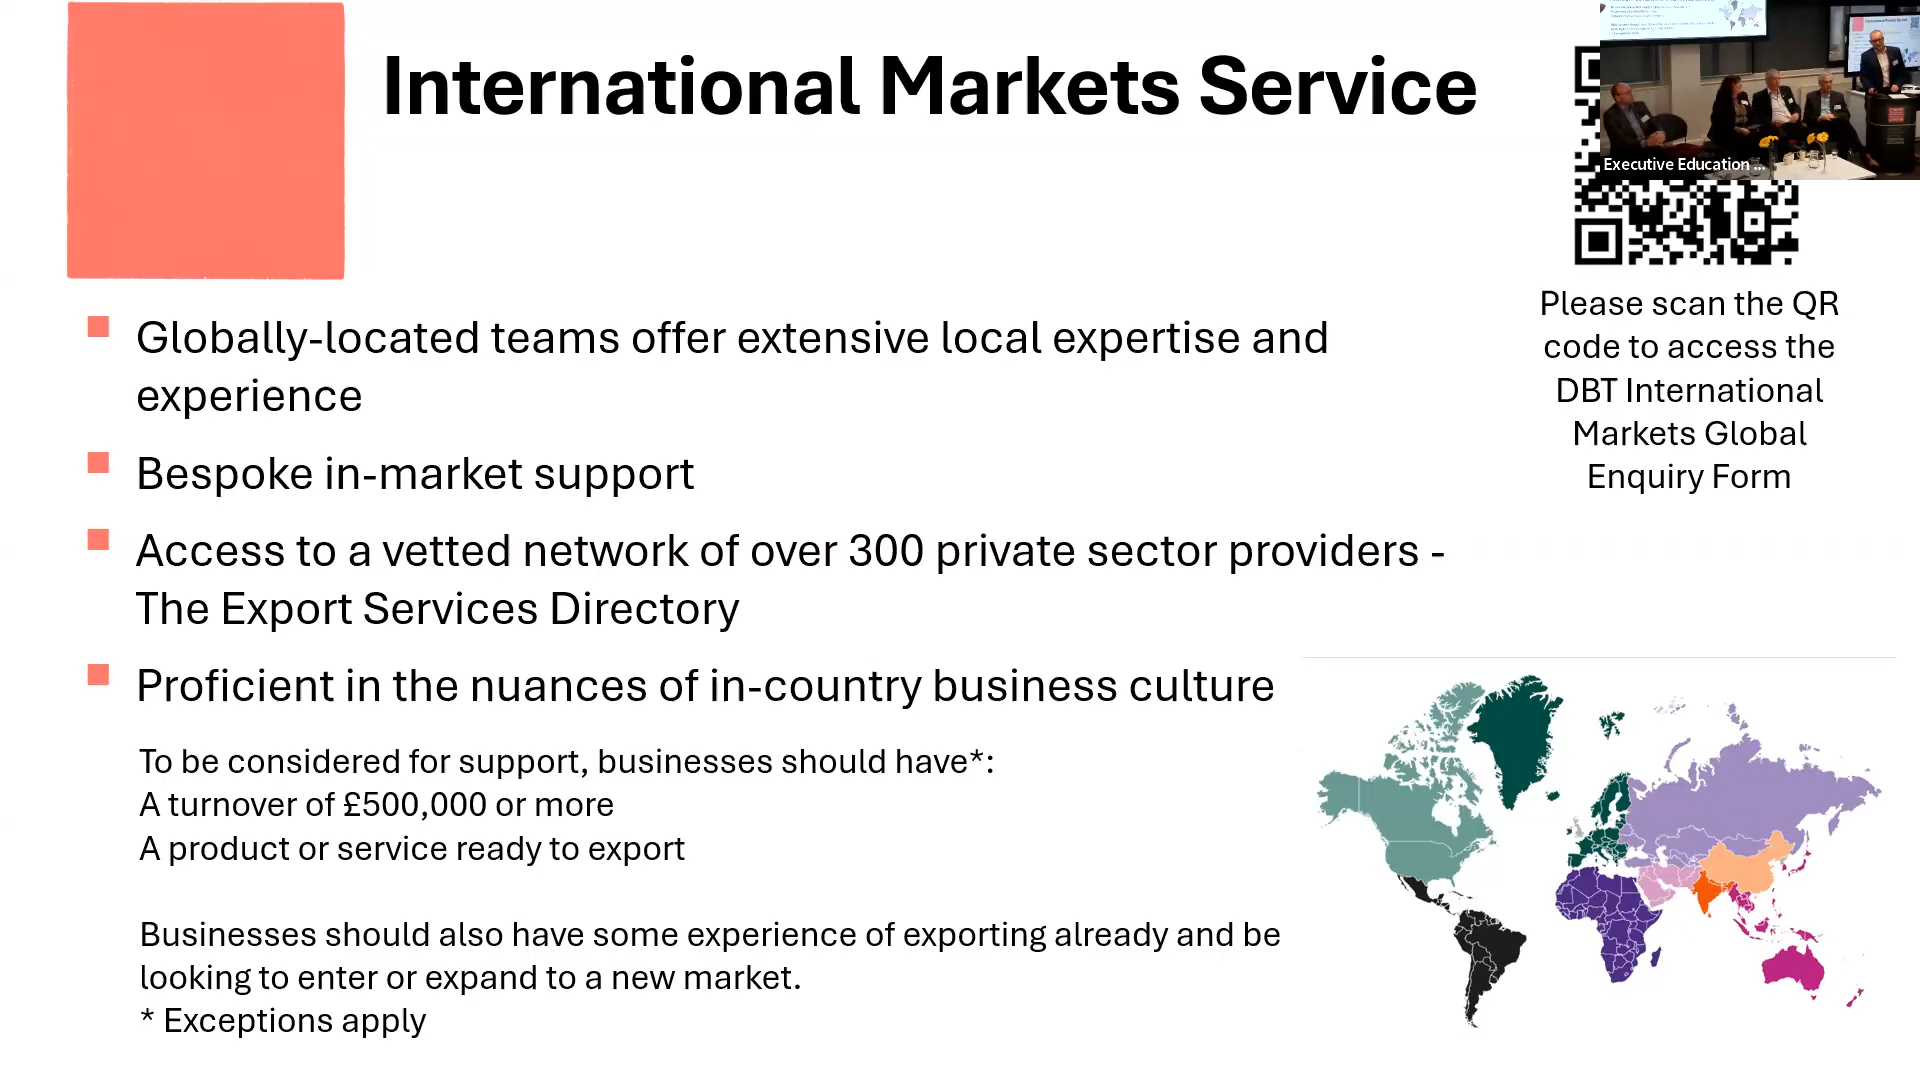 International Markets Service
Executive Education ...
Please scan the QR
code to access the
DBT International
Markets Global
Enquiry Form
Globally-located teams offer extensive local expertise and
experience
Bespoke in-market support
Access to a vetted network of over 300 private sector providers -
The Export Services Directory
Proficient in the nuances of in-country business culture
To be considered for support, businesses should have*:
A turnover of £500,000 or more
A product or service ready to export
Businesses should also have some experience of exporting already and be
looking to enter or expand to a new market.
* Exceptions apply